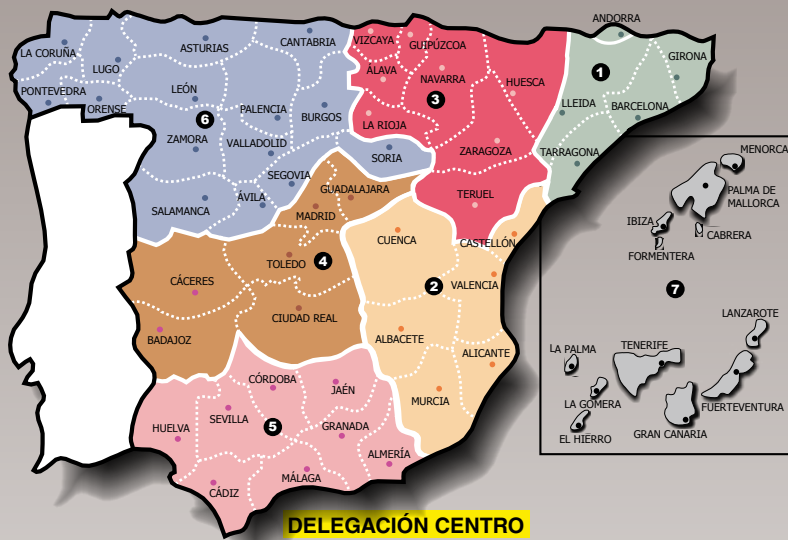 ANDORRA
CANTABRIA
VIZCAYA
GUIPÚZCOA
LA CORUÑA
ASTURIAS
GIRONA
LUGO
ÁLAVA
NAVARRA
1
HUESCA
PONTEVEDRA
LEÓN
ORENSE
3
LLEIDA
BARCELONA
PALENCIA
BURGOS
6
LA RIOJA
ZAMORA
VALLADOLID
ZARAGOZA
SORIA
TARRAGONA
MENORCA
SEGOVIA
GUADALAJARA
PALMA DE
MALLORCA
SALAMANCA
ÁVILA
MADRID
TERUEL
IBIZA
CABRERA
CUENCA
CASTELLÓN
FORMENTERA
TOLEDO
4
CÁCERES
2
VALENCIA
7
CIUDAD REAL
LANZAROTE
BADAJOZ
ALBACETE
ALICANTE
LA PALMA
TENERIFE
CÓRDOBA
JAÉN
MURCIA
LA GOMERA
FUERTEVENTURA
SEVILLA
HUELVA
5
GRANADA
EL HIÉRRO
GRAN CANARIA
ALMERÍA
MÁLAGA
CÁDIZ
DELEGACIÓN CENTRO